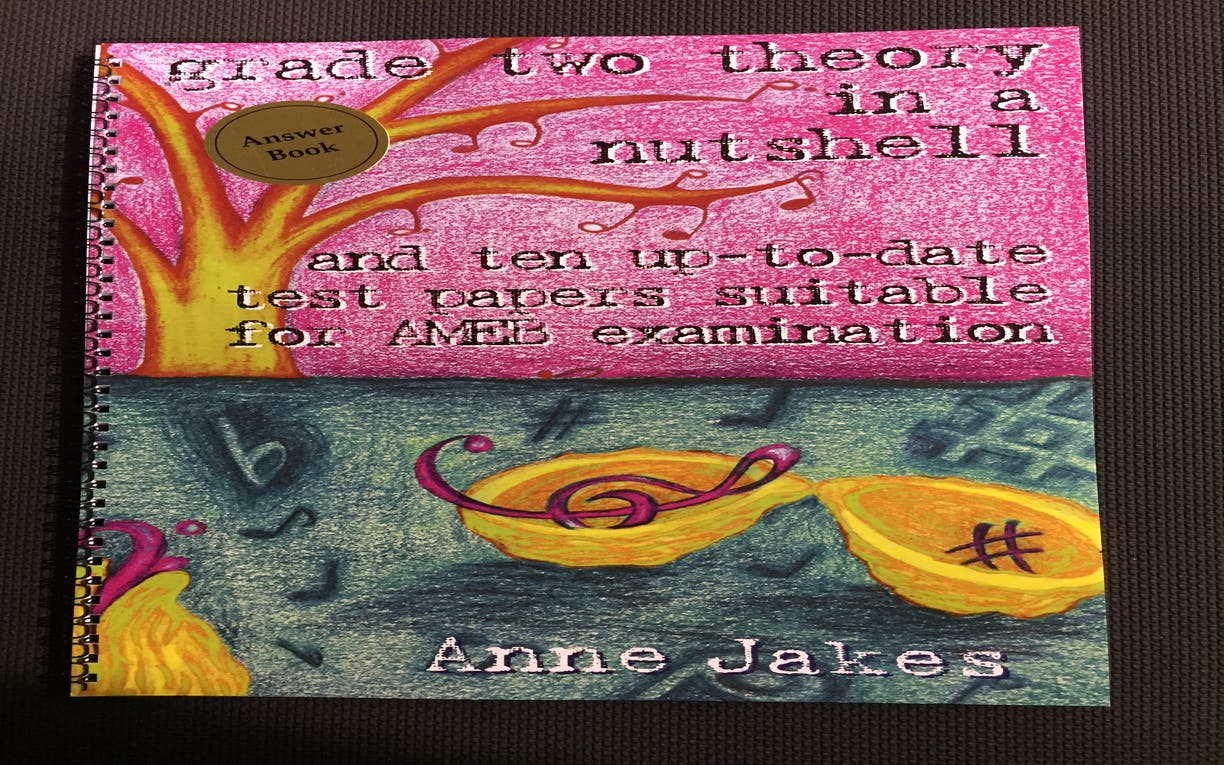 grade two theory
in a
nutshell
Answer
Book
and ten up-to-date
test papers suitable
for AMEB examination
Anne Jakes